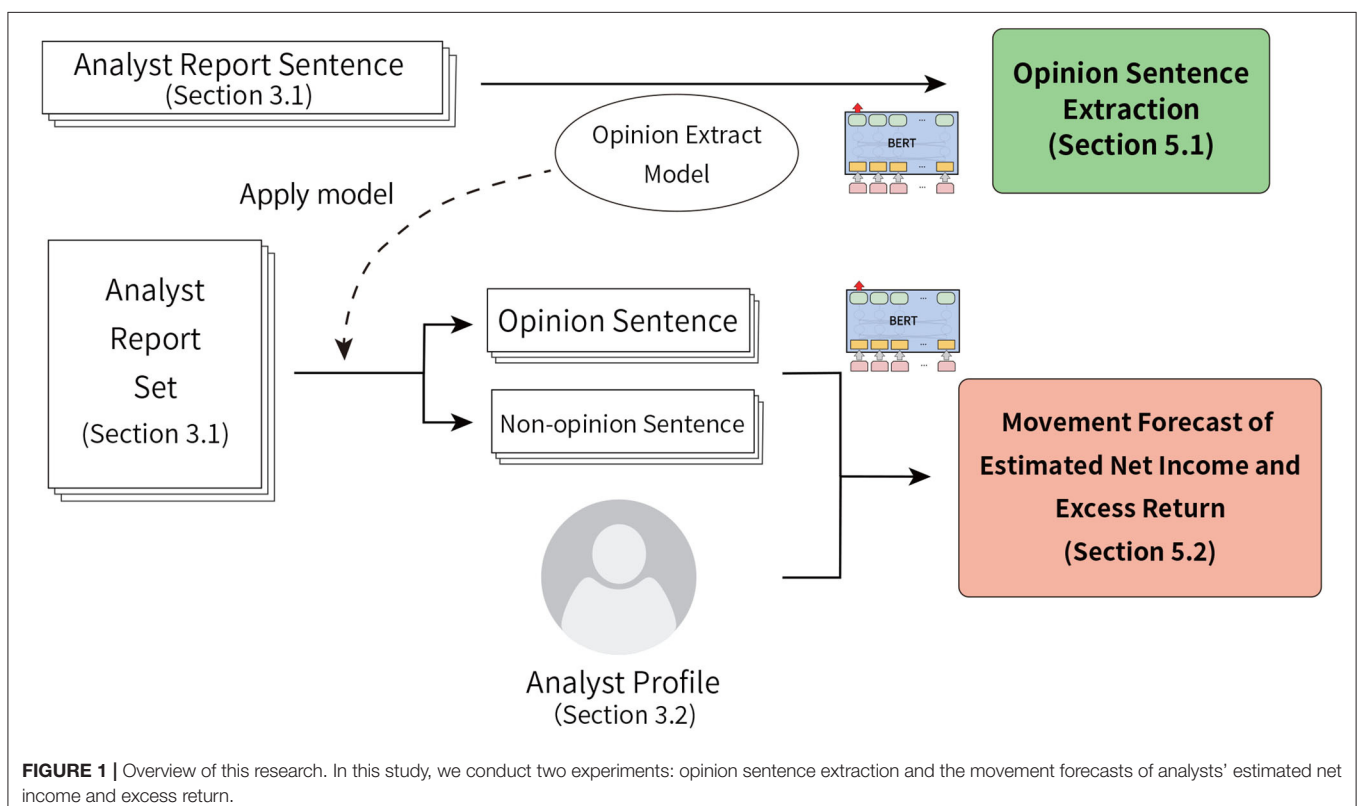 Analyst Report Sentence
(Section 3.1)
Opinion Sentence
Extraction
(Section 5.1)
Opinion Extract
Model
BERT
...
...
Apply model
Analyst
Report
Set
(Section 3.1)
Opinion Sentence
Non-opinion Sentence
BERT
...
...
Movement Forecast of
Estimated Net Income and
Excess Return
(Section 5.2)
Analyst Profile
(Section 3.2)
FIGURE 1 | Overview of this research. In this study, we conduct two experiments: opinion sentence extraction and the movement forecasts of analysts’ estimated net
income and excess return.